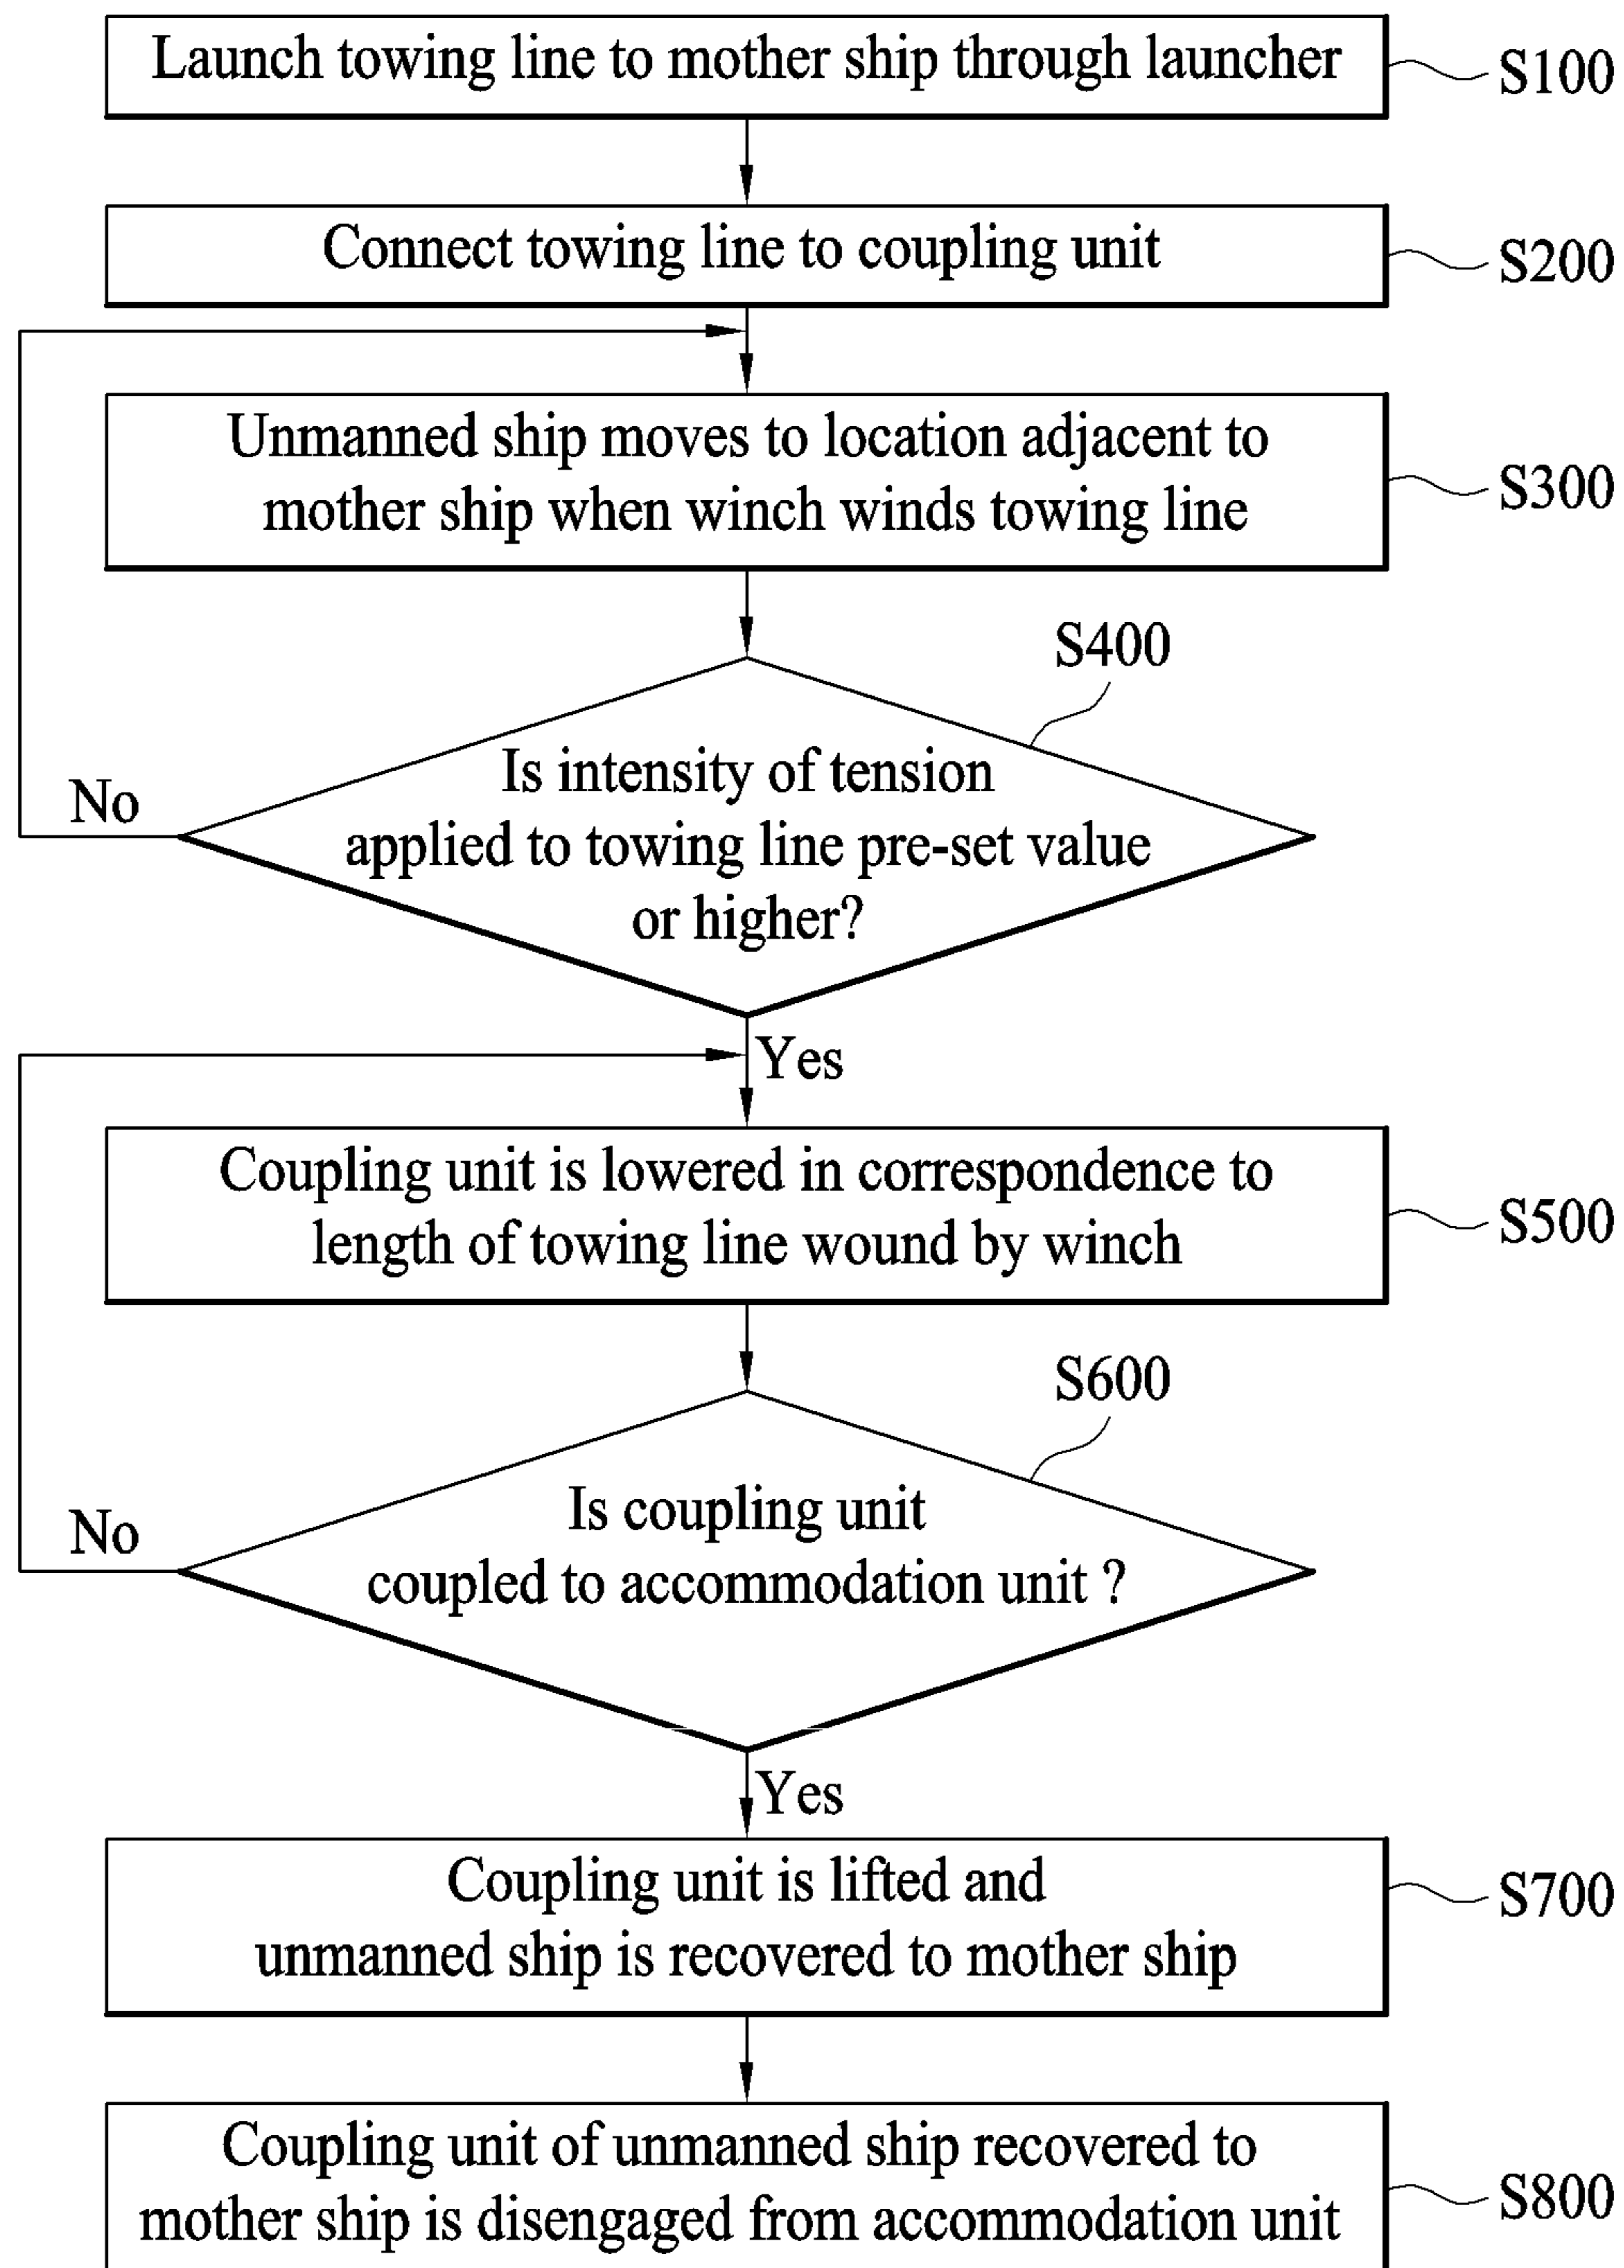 Launch towing line to mother ship through launcher
S100
Connect towing line to coupling unit
S200
Unmanned ship moves to location adjacent to
mother ship when winch winds towing line
S300
S400
Is intensity of tension
applied to towing line pre-set value
or higher?
No
Yes
Coupling unit is lowered in correspondence to
length of towing line wound by winch
S500
S600
Is coupling unit
coupled to accommodation unit ?
No
Yes
Coupling unit is lifted and
unmanned ship is recovered to mother ship
S700
Coupling unit of unmanned ship recovered to
mother ship is disengaged from accommodation unit
S800